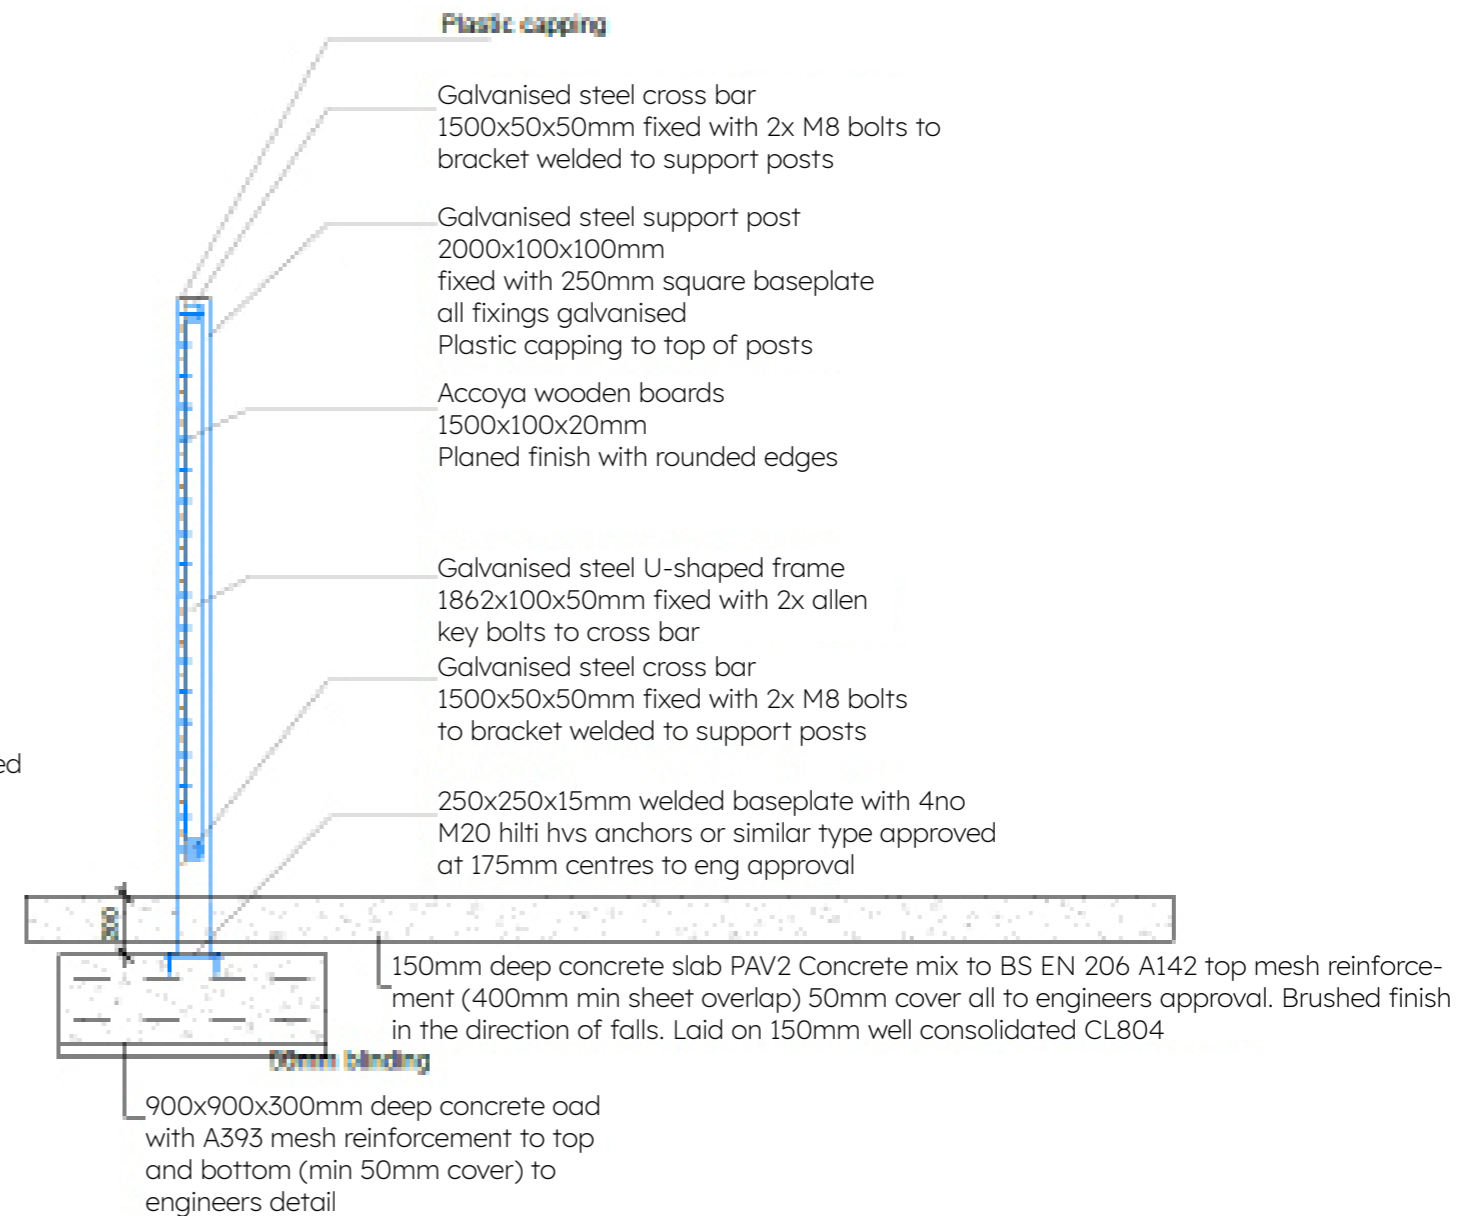 Plastic capping
Galvanised steel cross bar
1500x50x50mm fixed with 2x M8 bolts to
bracket welded to support posts
Galvanised steel support post
2000x100x100mm
fixed with 250mm square baseplate
all fixings galvanised
Plastic capping to top of posts
Accoya wooden boards
1500x100x20mm
Planed finish with rounded edges
Galvanised steel U-shaped frame
1862x100x50mm fixed with 2x allen
key bolts to cross bar
Galvanised steel cross bar
1500x50x50mm fixed with 2x M8 bolts
to bracket welded to support posts
ed
250x250x15mm welded baseplate with 4no
M20 hilti hvs anchors or similar type approved
at 175mm centres to eng approval
150mm deep concrete slab PAV2 Concrete mix to BS EN 206 A142 top mesh reinforce-
ment (400mm min sheet overlap) 50mm cover all to engineers approval. Brushed finish
in the direction of falls. Laid on 150mm well consolidated CL804
blinding
900x900x300mm deep concrete oad
with A393 mesh reinforcement to top
and bottom (min 50mm cover) to
engineers detail